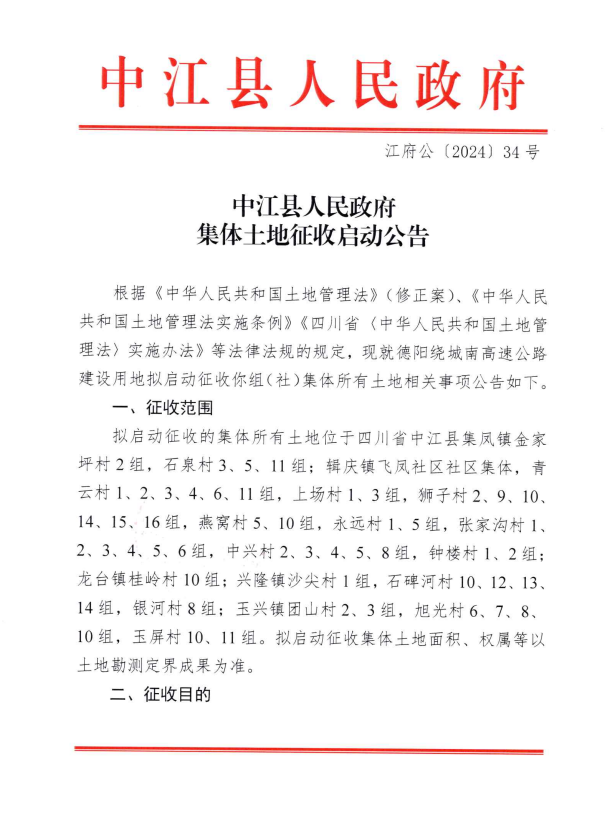 中江县人民政府
江府公〔2024〕34号
中江县人民政府
集体土地征收启动公告
根据《中华人民共和国土地管理法》（修正案）、《中华人民
共和国土地管理法实施条例》《四川省〈中华人民共和国土地管
理法〉实施办法》等法律法规的规定，现就德阳绕城南高速公路
建设用地拟启动征收你组（社）集体所有土地相关事项公告如下。
一、征收范围
拟启动征收的集体所有土地位于四川省中江县集凤镇金家
坪村2组，石泉村3、5、11组；辑庆镇飞凤社区社区集体，青
云村1、2、3、4、6、11组，上场村1、3组，狮子村2、9、10、
14、15、16组，燕窝村5、10组，永远村1、5组，张家沟村1、
2、3、4、5、6组，中兴村2、3、4、5、8组，钟楼村1、2组；
龙台镇桂岭村10组；兴隆镇沙尖村1组，石碑河村10、12、13、
14组，银河村8组；玉兴镇团山村2、3组，旭光村6、7、8、
10组，玉屏村10、11组。拟启动征收集体土地面积、权属等以
土地勘测定界成果为准。
二、征收目的